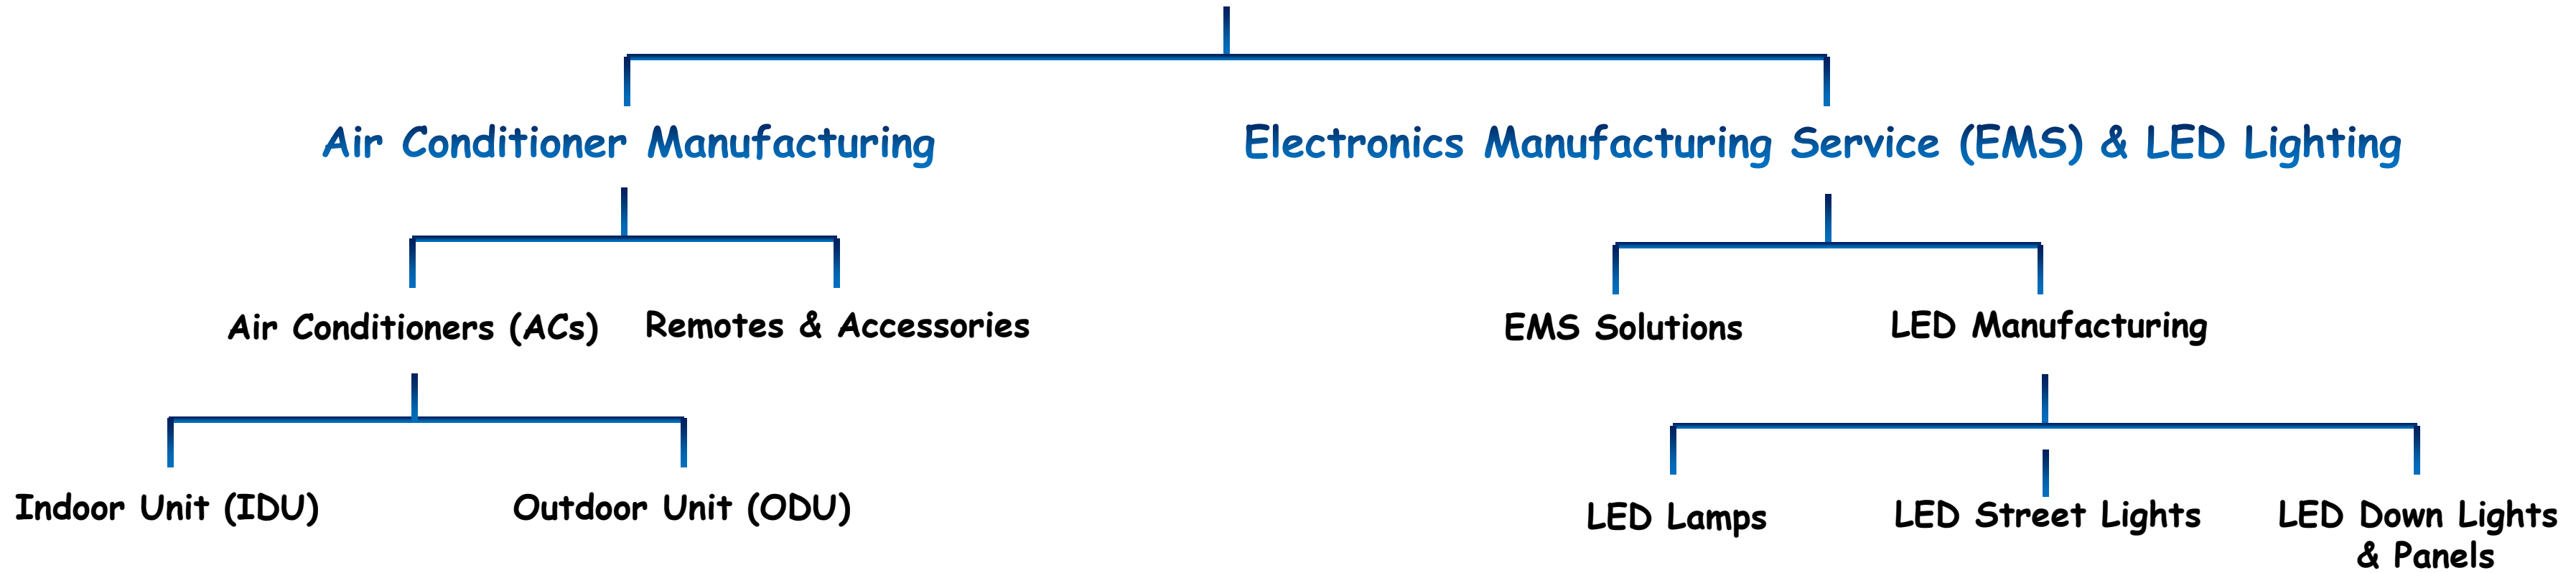 Air Conditioner Manufacturing
Electronics Manufacturing Service (EMS) & LED Lighting
Air Conditioners (ACs)
Remotes & Accessories
EMS Solutions
LED Manufacturing
Indoor Unit (IDU)
Outdoor Unit (ODU)
LED Lamps
LED Street Lights
LED Down Lights
& Panels